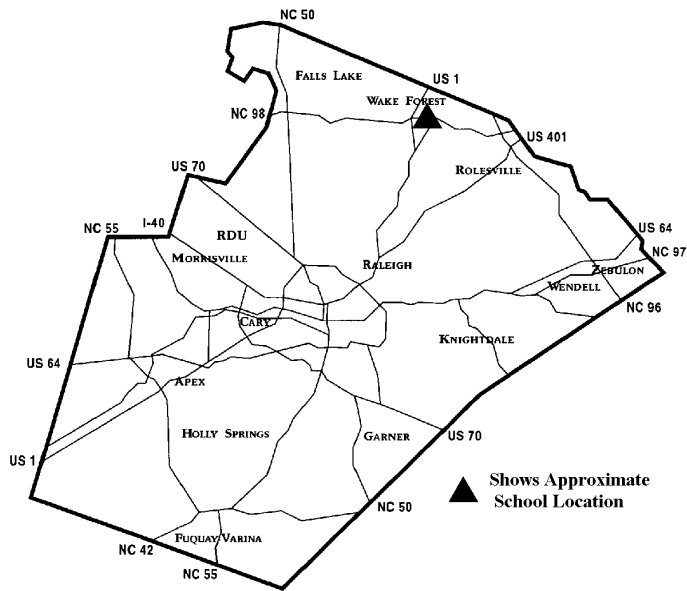 NC 50
FALLS LAKE
US 1
WAKE FOREST
NC 98
US 401
US 70
ROLESVILLE
I-40
NC 55
RDU
US 64
MORRISVILLE
RALEIGH
NC 97
ZEBULON
WENDELL
NC 96
CARY
KNIGHTDALE
US 64
APEX
HOLLY SPRINGS
GARNER
US 70
US 1
Shows Approximate
School Location
NC 50
FUQUAY VARINA
NC 42
NC 55